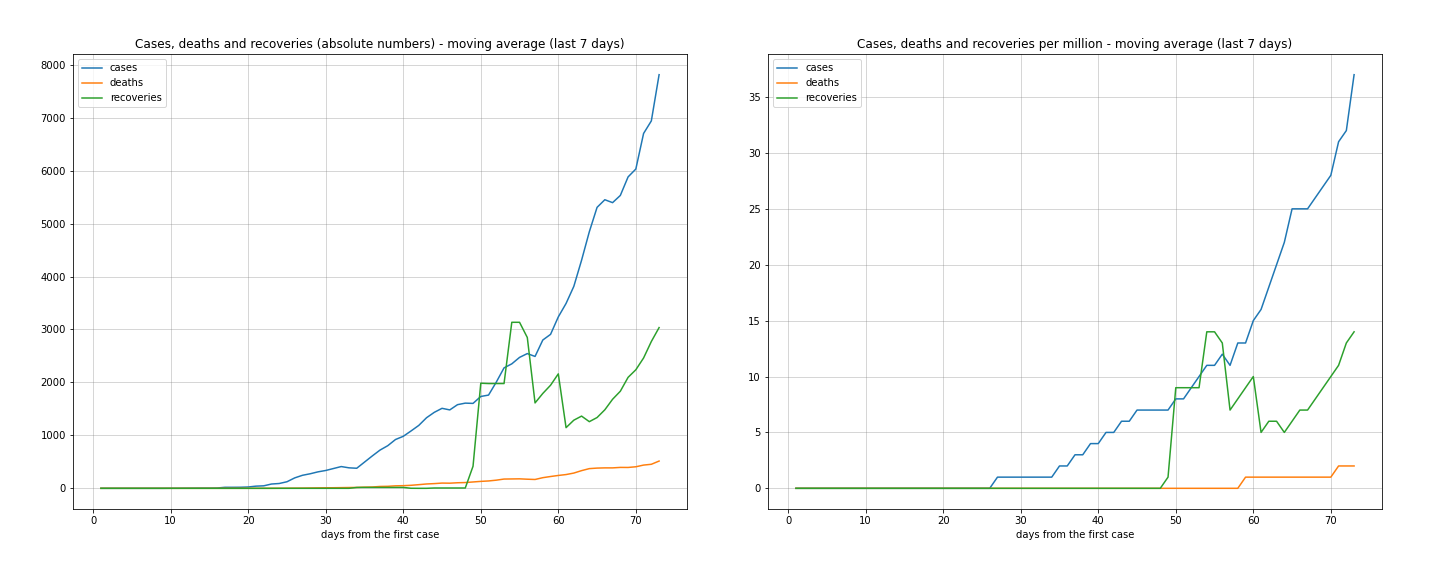 Cases, deaths and recoveries (absolute numbers) - moving average (last 7 days)
cases
deaths
recoveries
8000
7000
6000
5000
4000
3000
2000
1000
0
0 10 20 30 40 50 60 70
days from the first case
Cases, deaths and recoveries per million - moving average (last 7 days)
cases
deaths
recoveries
35
30
25
20
15
10
5
0
0 10 20 30 40 50 60 70
days from the first case